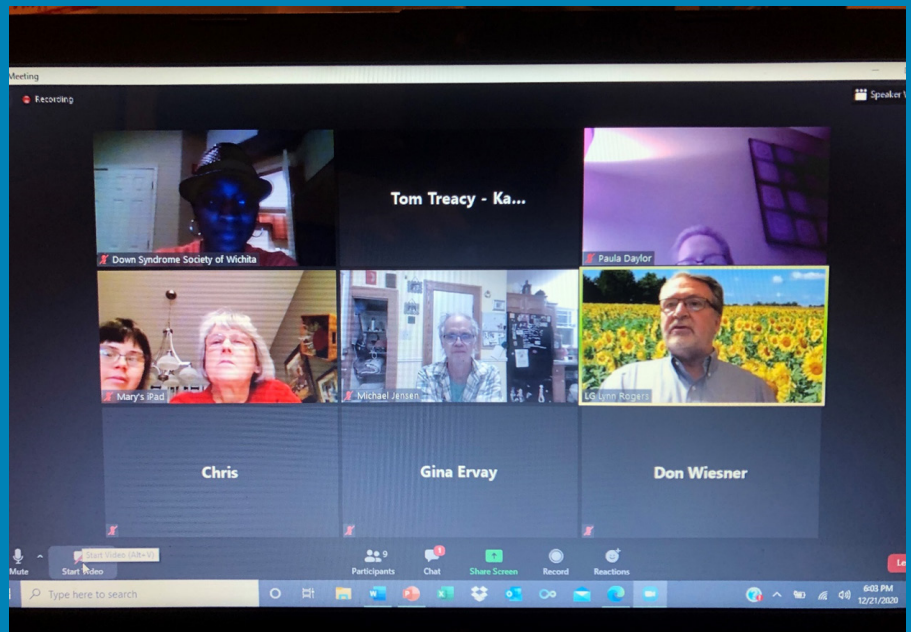 Meeting
Recording
Speaker
Down Syndrome Society of Wichita
Tom Treacy - Ka...
Paula Daylor
Mary's iPad
Michael Jensen
LG Lynn Rogers
Chris
Gina Ervay
Don Wiesner
Start Video (Alt+V)
Mute
Start Video
9
Participants
1
Chat
Share Screen
Record
Reactions
Le
Type here to search
6:03 PM
12/21/2020